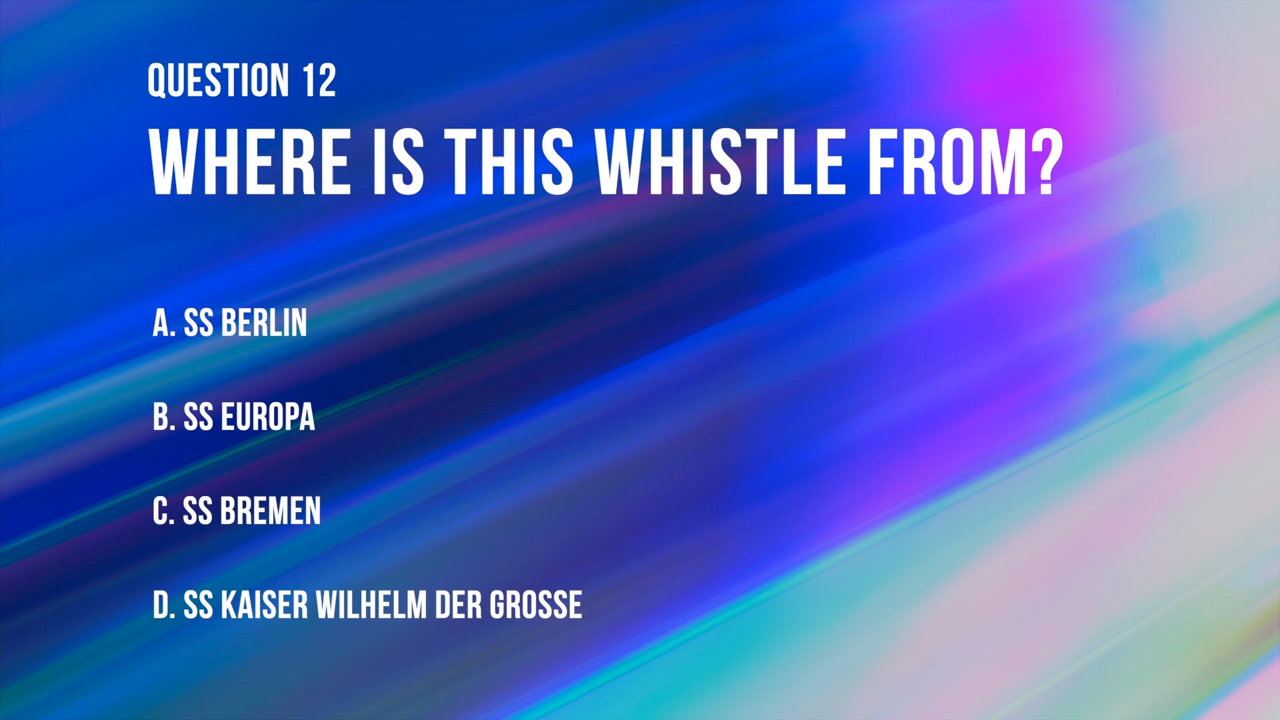 QUESTION 12
WHERE IS THIS WHISTLE FROM?
A. SS BERLIN
B. SS EUROPA
C. SS BREMEN
D. SS KAISER WILHELM DER GROSSE